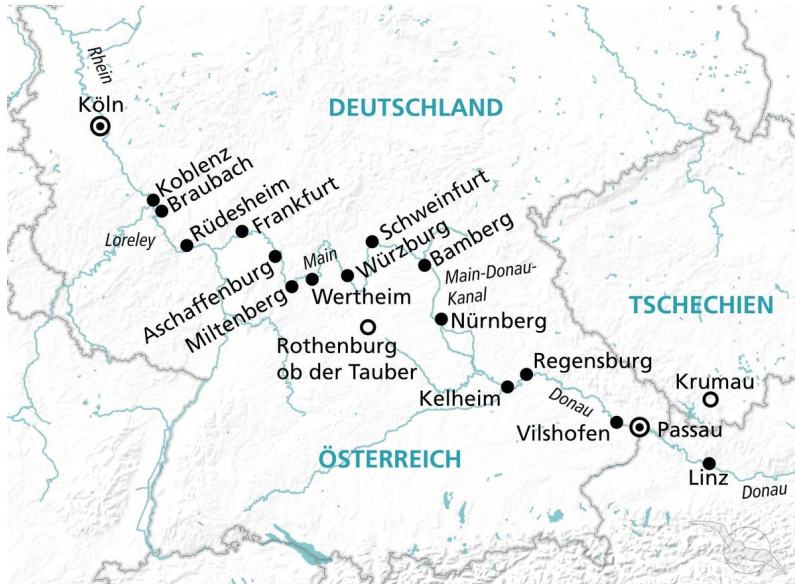 Rhein
Köln
DEUTSCHLAND
Koblenz
Braubach
Rüdesheim
Frankfurt
Loreley
Aschaffenburg
Miltenberg
Main
Wertheim
Würzburg
Schweinfurt
Bamberg
Main-Donau-
Kanal
Nürnberg
TSCHECHIEN
Rothenburg
ob der Tauber
Regensburg
Kelheim
Krumau
Donau
Vilshofen
Passau
ÖSTERREICH
Linz
Donau